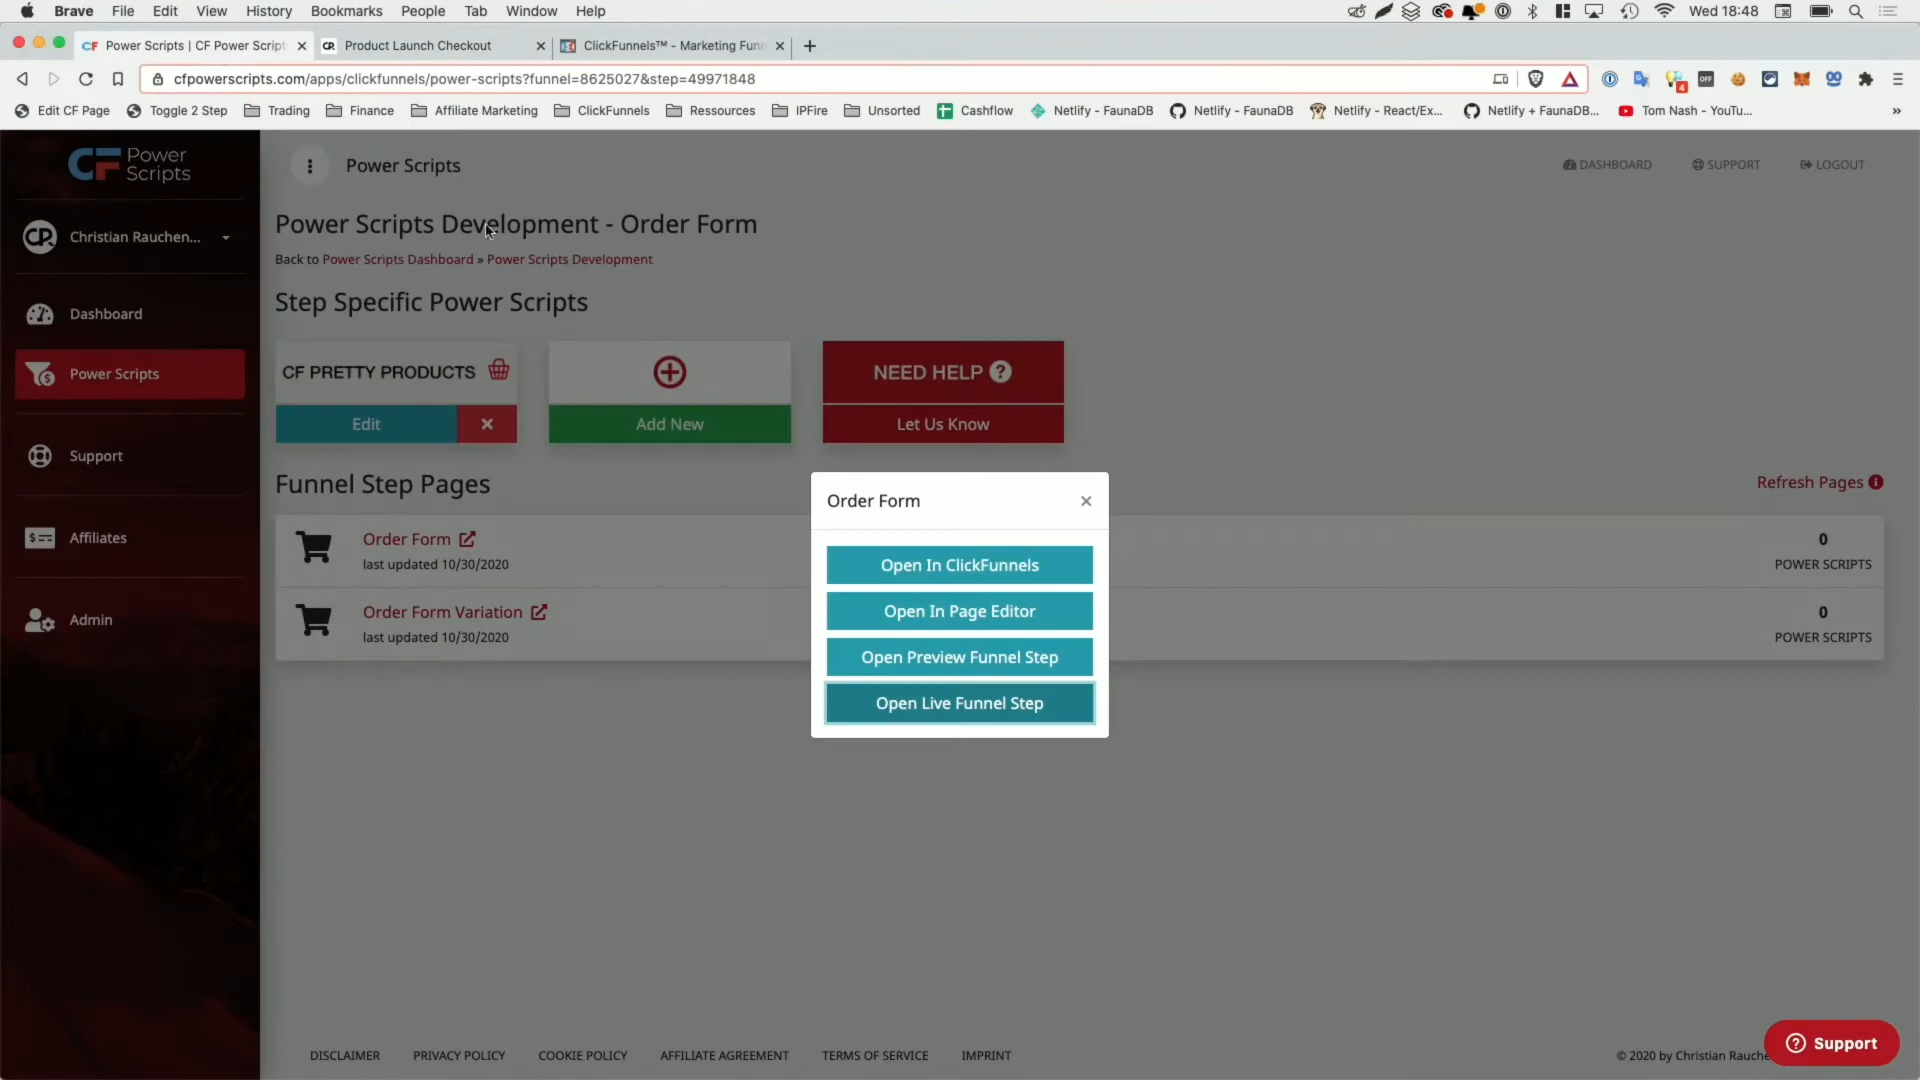 Brave File Edit View History Bookmarks People Tab Window Help Wed 18:48
CF Power Scripts | CF Power Script CR Product Launch Checkout ClickFunnels™ - Marketing Funn
cfpowerscripts.com/apps/clickfunnels/power-scripts?funnel=8625027&step=49971848
Edit CF Page Toggle 2 Step Trading Finance Affiliate Marketing ClickFunnels Ressources IPFire Unsorted Cashflow Netlify - FaunaDB Netlify - FaunaDB Netlify - React/Ex... Netlify + FaunaDB... Tom Nash - YouTu... »
CF Power Scripts
Power Scripts
DASHBOARD SUPPORT LOGOUT
CR Christian Rauchen...
Dashboard
Power Scripts
Support
Affiliates
Admin
Power Scripts Development - Order Form
Back to Power Scripts Dashboard » Power Scripts Development
Step Specific Power Scripts
CF PRETTY PRODUCTS
Edit
Add New
NEED HELP ?
Let Us Know
Funnel Step Pages
Refresh Pages
Order Form
last updated 10/30/2020
0
POWER SCRIPTS
Order Form Variation
last updated 10/30/2020
0
POWER SCRIPTS
Order Form ×
Open In ClickFunnels
Open In Page Editor
Open Preview Funnel Step
Open Live Funnel Step
DISCLAIMER PRIVACY POLICY COOKIE POLICY AFFILIATE AGREEMENT TERMS OF SERVICE IMPRINT
© 2020 by Christian Rauche
Support